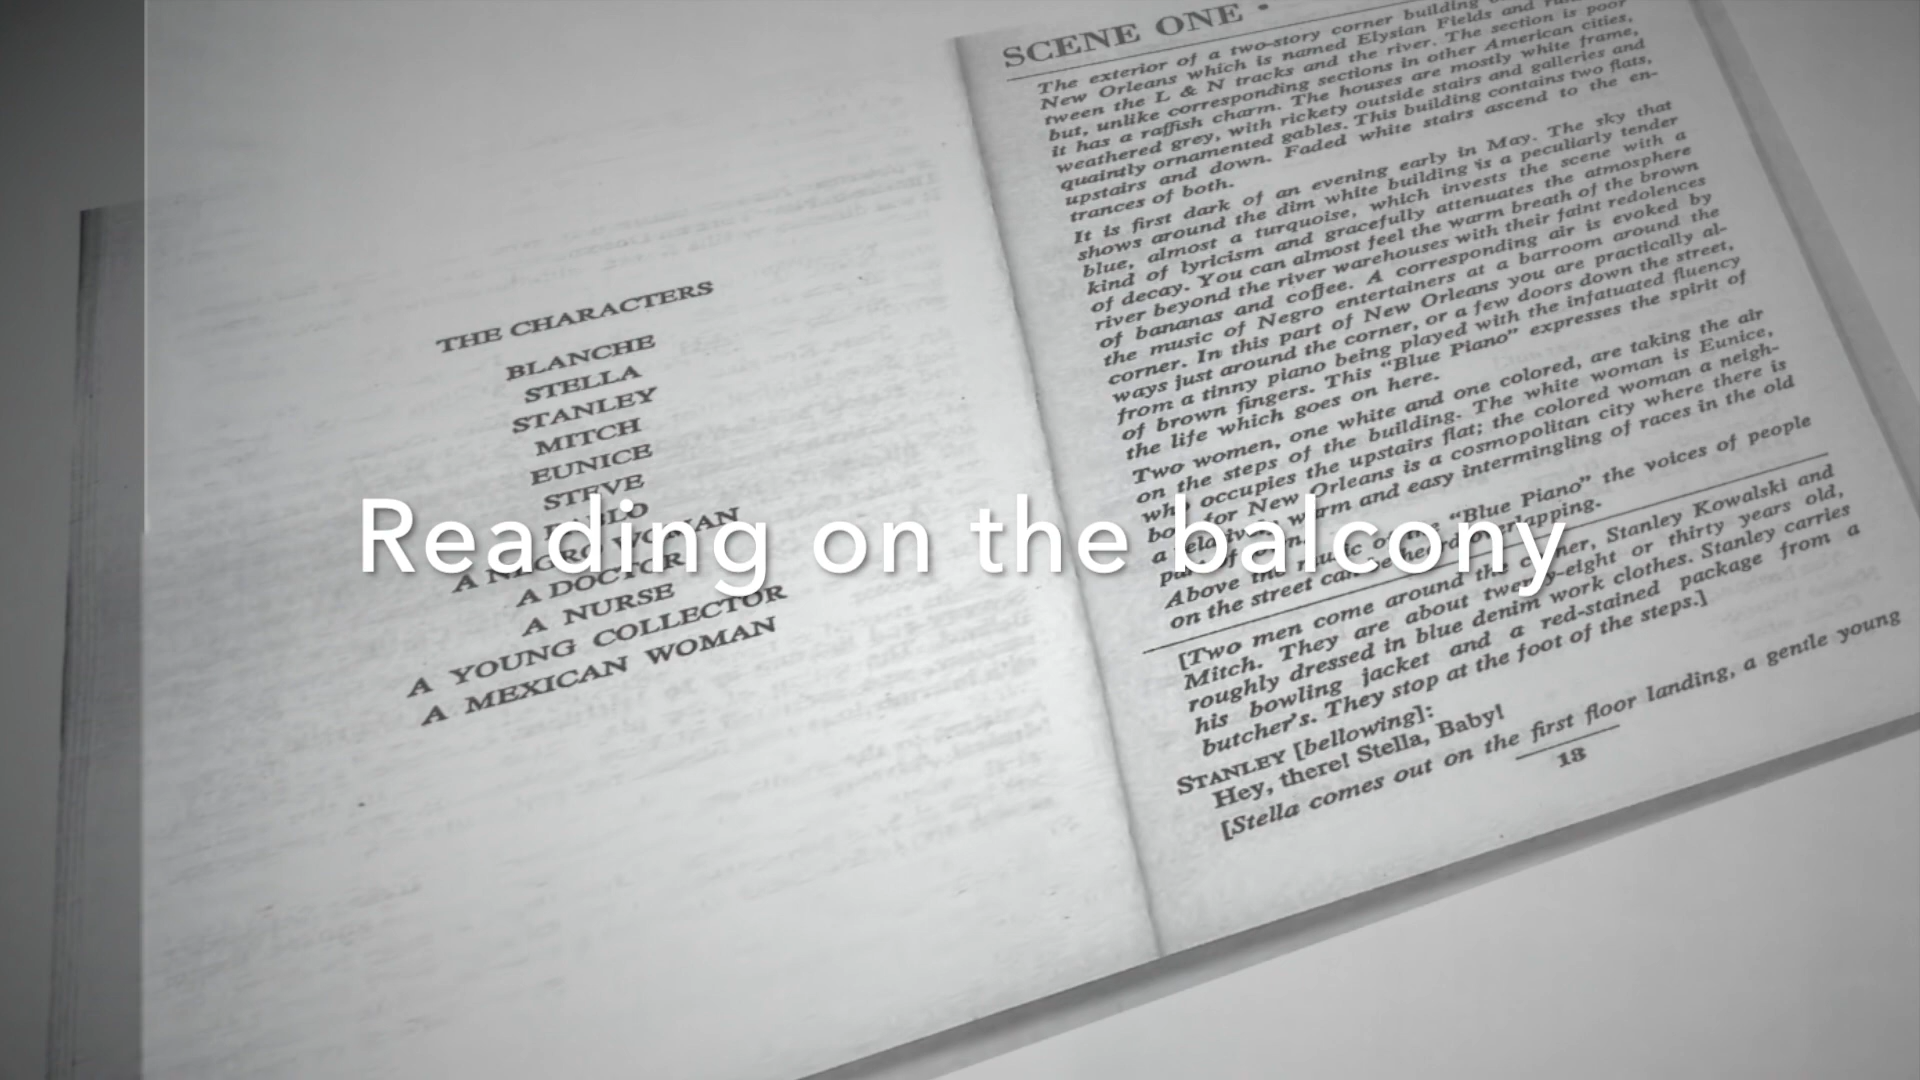 THE CHARACTERS
BLANCHE
STELLA
STANLEY
MITCH
EUNICE
STEVE
PABLO
A NEGRO WOMAN
A DOCTOR
A NURSE
A YOUNG COLLECTOR
A MEXICAN WOMAN
SCENE ONE •
The exterior of a two-story corner building
New Orleans which is named Elysian Fields and
tween the L & N tracks and the river. The section is poor
but, unlike corresponding sections in other American cities,
it has a raffish charm. The houses are mostly white frame,
weathered grey, with rickety outside stairs and galleries and
quaintly ornamented gables. This building contains two flats,
upstairs and down. Faded white stairs ascend to the en-
trances of both.
It is first dark of an evening early in May. The sky that
shows around the dim white building is a peculiarly tender
blue, almost a turquoise, which invests the scene with a
kind of lyricism and gracefully attenuates the atmosphere
of decay. You can almost feel the warm breath of the brown
river beyond the river warehouses with their faint redolences
of bananas and coffee. A corresponding air is evoked by
the music of Negro entertainers at a barroom around the
corner. In this part of New Orleans you are practically al-
ways just around the corner, or a few doors down the street,
from a tinny piano being played with the infatuated fluency
of brown fingers. This “Blue Piano” expresses the spirit of
the life which goes on here.
Two women, one white and one colored, are taking the air
on the steps of the building. The white woman is Eunice,
who occupies the upstairs flat; the colored woman a neigh-
bor, for New Orleans is a cosmopolitan city where there is
a relatively warm and easy intermingling of races in the old
part of town.
Above the music of the “Blue Piano” the voices of people
on the street can be heard overlapping.
[Two men come around the corner, Stanley Kowalski and
Mitch. They are about twenty-eight or thirty years old,
roughly dressed in blue denim work clothes. Stanley carries
his bowling jacket and a red-stained package from a
butcher's. They stop at the foot of the steps.]
STANLEY [bellowing]:
Hey, there! Stella, Baby!
[Stella comes out on the first floor landing, a gentle young
13
Reading on the balcony